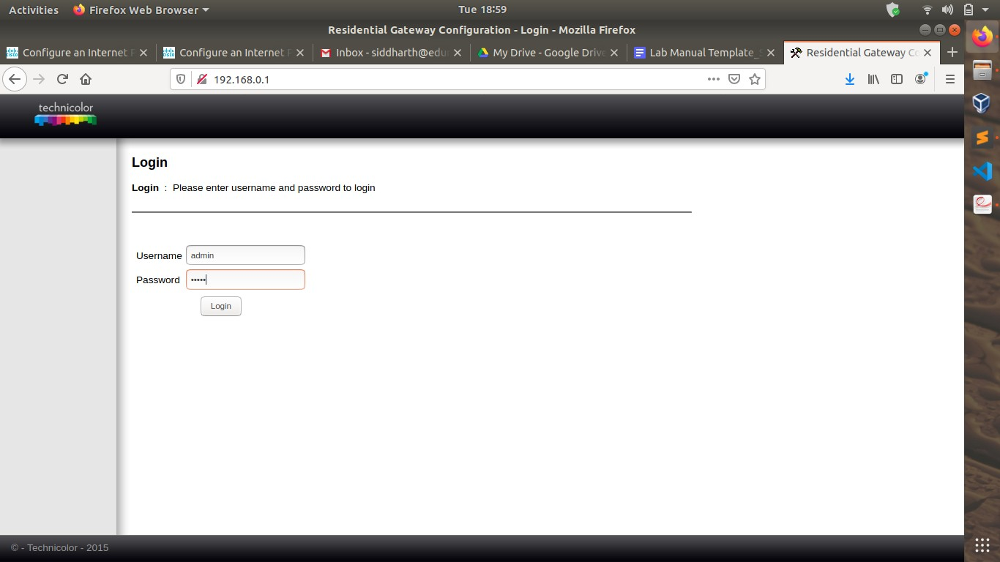 Activities Firefox Web Browser Tue 18:59
Residential Gateway Configuration - Login - Mozilla Firefox
Configure an Internet P Configure an Internet P Inbox - siddharth@edu My Drive - Google Drive Lab Manual Template_S Residential Gateway Co
192.168.0.1
technicolor
Login
Login : Please enter username and password to login
Username admin
Password •••••
Login
© - Technicolor - 2015